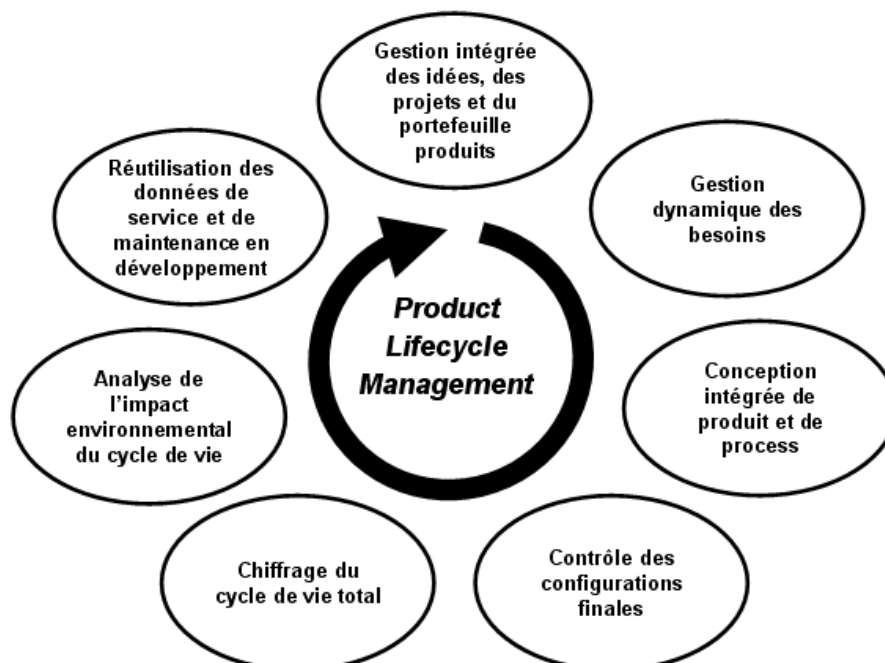 Gestion intégrée
des idées, des
projets et du
portefeuille
produits
Gestion
dynamique des
besoins
Conception
intégrée de
produit et de
process
Contrôle des
configurations
finales
Chiffrage du
cycle de vie total
Analyse de
l'impact
environnemental
du cycle de vie
Réutilisation des
données de
service et de
maintenance en
développement
Product
Lifecycle
Management